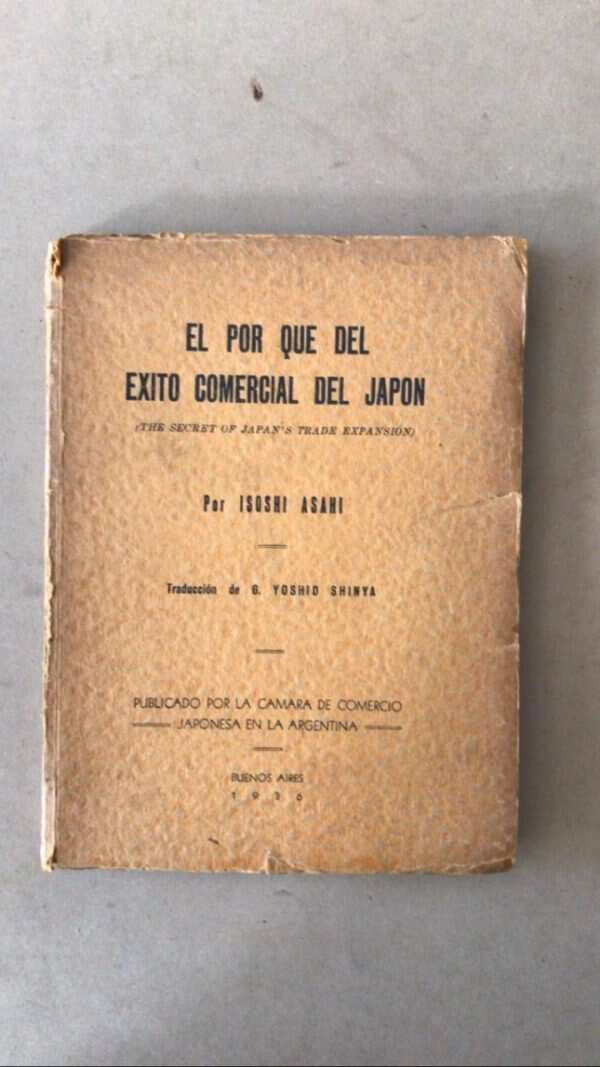 EL POR QUE DEL
EXITO COMERCIAL DEL JAPON
(THE SECRET OF JAPAN'S TRADE EXPANSION)
Por ISOSHI ASAHI
Traducción de G. YOSHIO SHINYA
PUBLICADO POR LA CAMARA DE COMERCIO
JAPONESA EN LA ARGENTINA
BUENOS AIRES
1936